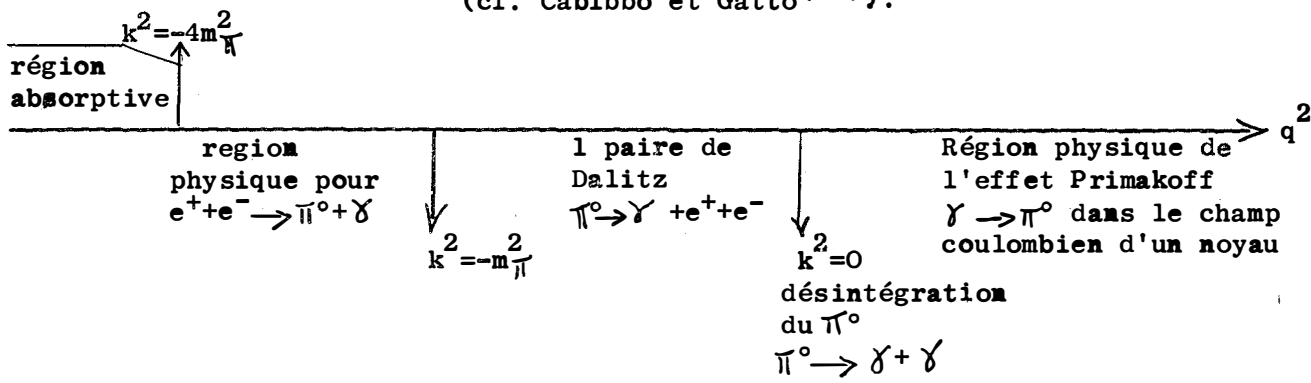 (cf. Cabibbo et Gatto
k²=-4m²π
région
absorptive
q²
region
physique pour
e⁺+e⁻→π°+γ
k²=-m²π
1 paire de
Dalitz
π°→γ +e⁺+e⁻
k²=0
désintégration
du π°
π°→γ+γ
Région physique de
l'effet Primakoff
γ→π° dans le champ
coulombien d'un noyau